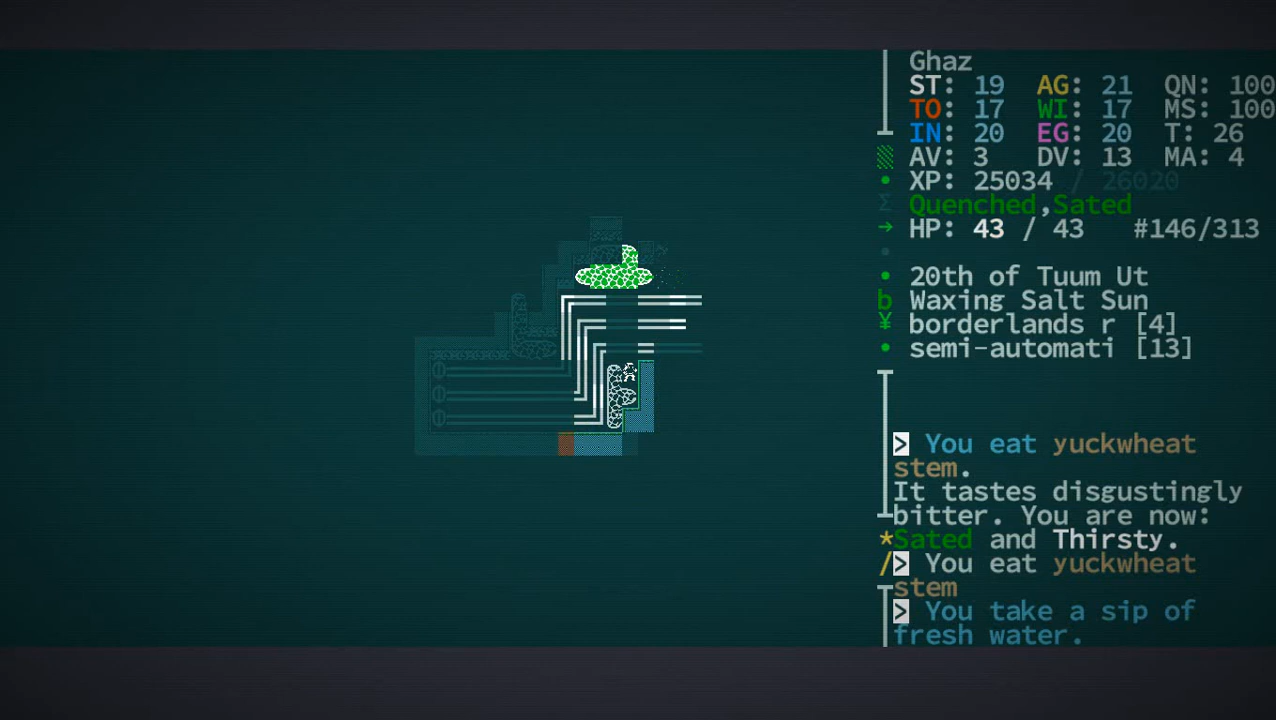 Ghaz
ST: 19 AG: 21 QN: 100
TO: 17 WI: 17 MS: 100
IN: 20 EG: 20 T: 26
AV: 3 DV: 13 MA: 4
XP: 25034 / 26020
Quenched,Sated
HP: 43 / 43 #146/313
20th of Tuum Ut
b Waxing Salt Sun
¥ borderlands r [4]
semi-automati [13]
> You eat yuckwheat
stem.
It tastes disgustingly
bitter. You are now:
*Sated and Thirsty.
/> You eat yuckwheat
stem
> You take a sip of
fresh water.